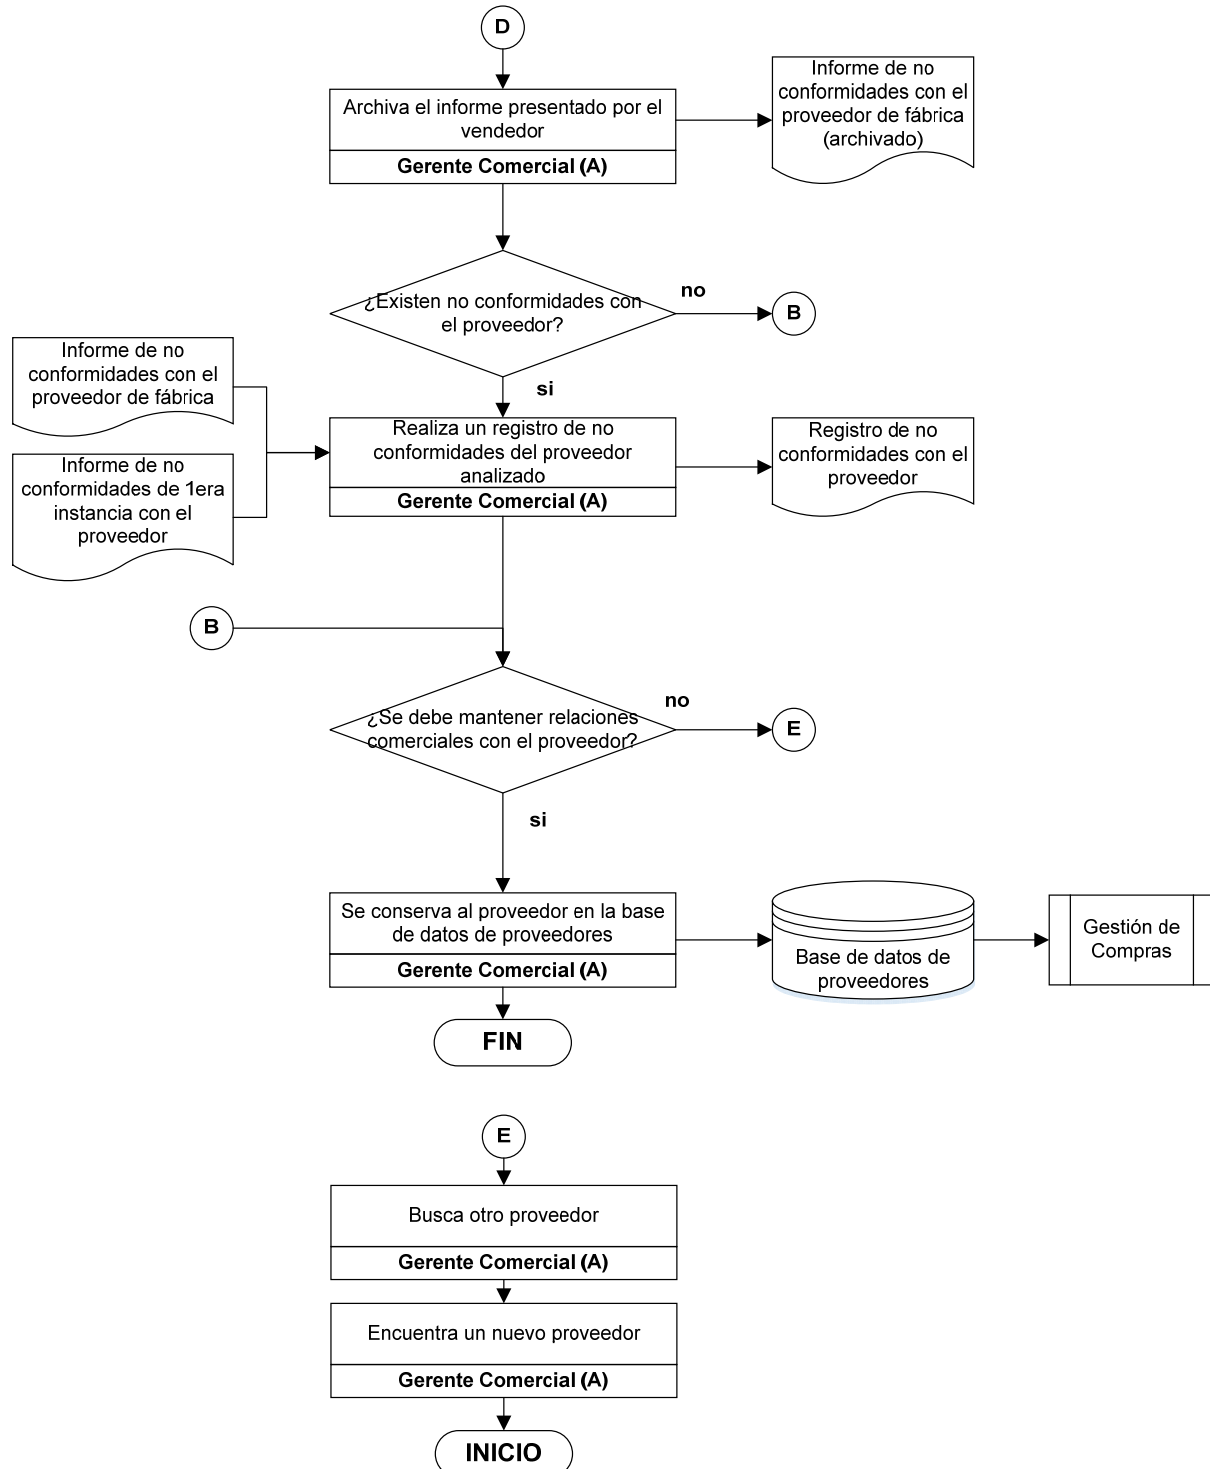 D
Archiva el informe presentado por el
vendedor
Gerente Comercial (A)
Informe de no
conformidades con el
proveedor de fábrica
(archivado)
¿Existen no conformidades con
el proveedor?
no
B
si
Informe de no
conformidades con el
proveedor de fábrica
Informe de no
conformidades de 1era
instancia con el
proveedor
Realiza un registro de no
conformidades del proveedor
analizado
Gerente Comercial (A)
Registro de no
conformidades con el
proveedor
B
¿Se debe mantener relaciones
comerciales con el proveedor?
no
E
si
Se conserva al proveedor en la base
de datos de proveedores
Gerente Comercial (A)
Base de datos de
proveedores
Gestión de
Compras
FIN
E
Busca otro proveedor
Gerente Comercial (A)
Encuentra un nuevo proveedor
Gerente Comercial (A)
INICIO